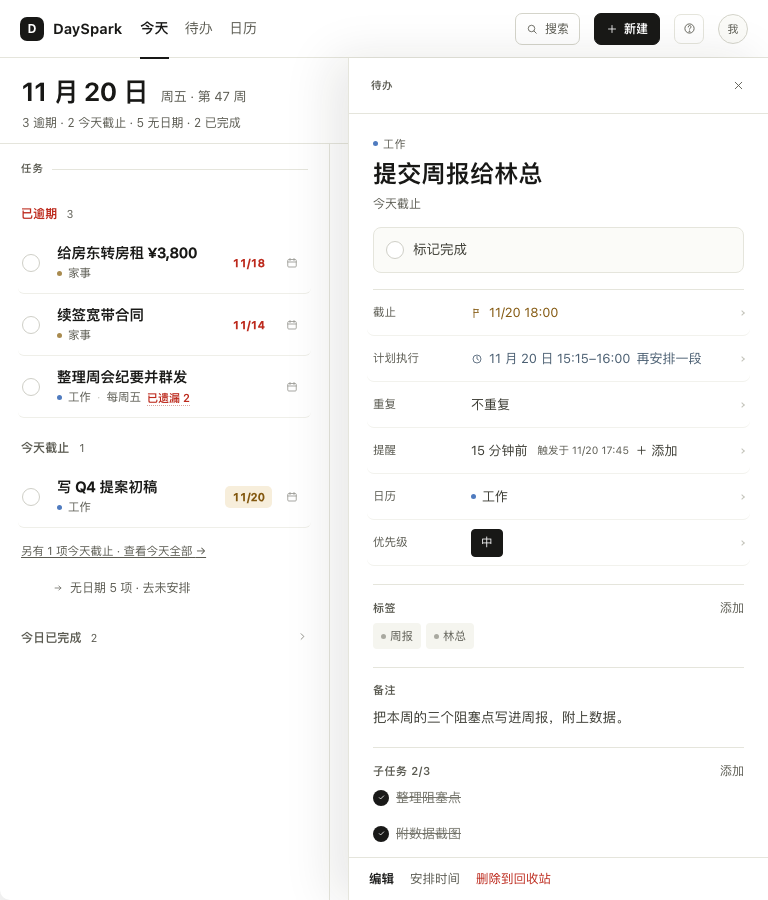 D DaySpark 今天 待办 日历 搜索 + 新建 我
11 月 20 日 周五 · 第 47 周
3 逾期 · 2 今天截止 · 5 无日期 · 2 已完成
任务
已逾期 3
给房东转房租 ¥3,800 11/18
家事
续签宽带合同 11/14
家事
整理周会纪要并群发
工作 · 每周五 已遗漏 2
今天截止 1
写 Q4 提案初稿 11/20
工作
另有 1 项今天截止 · 查看今天全部 →
→ 无日期 5 项 · 去未安排
今日已完成 2
待办
工作
提交周报给林总
今天截止
标记完成
截止 11/20 18:00
计划执行 11 月 20 日 15:15–16:00 再安排一段
重复 不重复
提醒 15 分钟前 触发于 11/20 17:45 + 添加
日历 工作
优先级 中
标签 添加
周报 林总
备注
把本周的三个阻塞点写进周报，附上数据。
子任务 2/3 添加
整理阻塞点
附数据截图
编辑 安排时间 删除到回收站